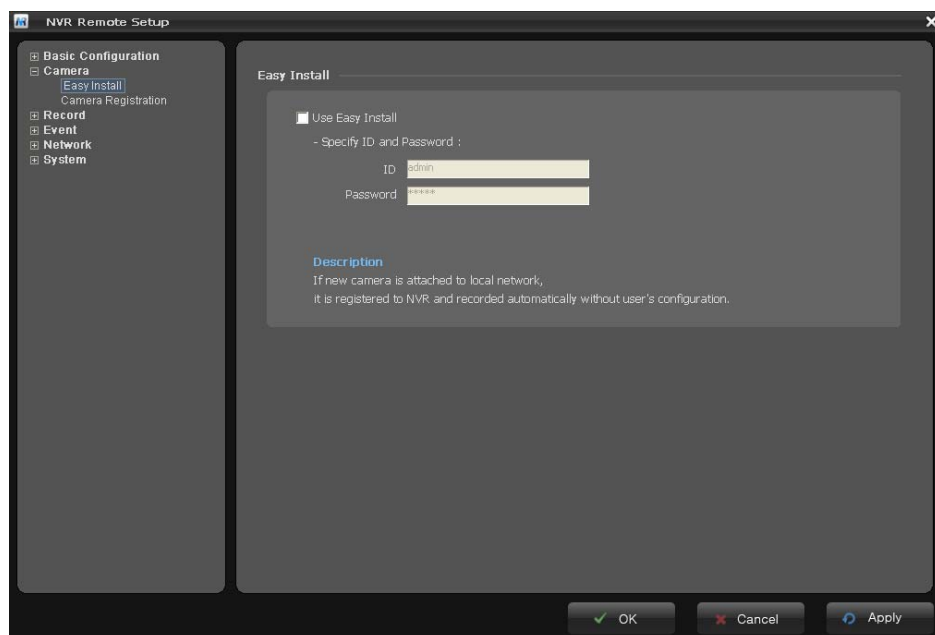 NVR Remote Setup
Basic Configuration
Camera
Easy Install
Camera Registration
Record
Event
Network
System
Easy Install
Use Easy Install
- Specify ID and Password :
ID admin
Password *****
Description
If new camera is attached to local network,
it is registered to NVR and recorded automatically without user's configuration.
OK Cancel Apply